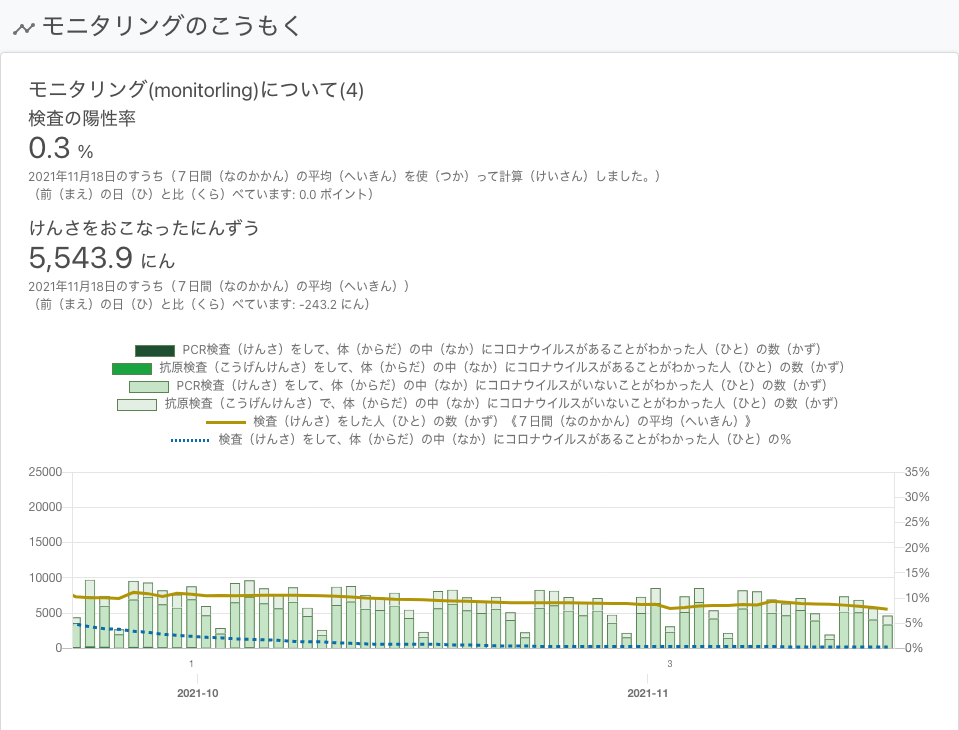 モニタリングのこうもく
モニタリング(monitorling)について(4)
検査の陽性率
0.3 %
2021年11月18日のすうち（７日間（なのかかん）の平均（へいきん）を使（つか）って計算（けいさん）しました。）
（前（まえ）の日（ひ）と比（くら）べています: 0.0 ポイント）
けんさをおこなったにんずう
5,543.9 にん
2021年11月18日のすうち（７日間（なのかかん）の平均（へいきん））
（前（まえ）の日（ひ）と比（くら）べています: -243.2 にん）
PCR検査（けんさ）をして、体（からだ）の中（なか）にコロナウイルスがあることがわかった人（ひと）の数（かず）
抗原検査（こうげんけんさ）をして、体（からだ）の中（なか）にコロナウイルスがあることがわかった人（ひと）の数（かず）
PCR検査（けんさ）をして、体（からだ）の中（なか）にコロナウイルスがいないことがわかった人（ひと）の数（かず）
抗原検査（こうげんけんさ）で、体（からだ）の中（なか）にコロナウイルスがいないことがわかった人（ひと）の数（かず）
検査（けんさ）をした人（ひと）の数（かず）《７日間（なのかかん）の平均（へいきん）》
検査（けんさ）をして、体（からだ）の中（なか）にコロナウイルスがあることがわかった人（ひと）の%
25000 35%
30%
20000
25%
15000
20%
15%
10000
10%
5000 5%
0 0%
1 3
2021-10 2021-11